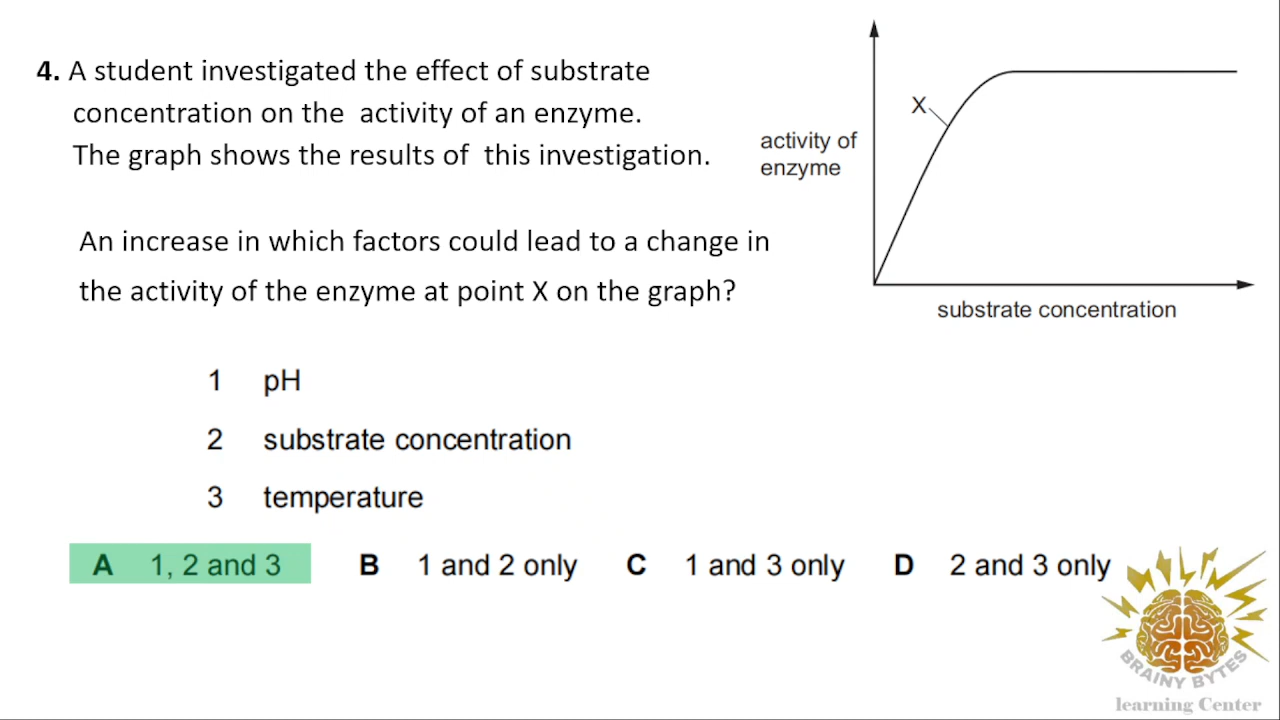 4. A student investigated the effect of substrate
concentration on the  activity of an enzyme.
The graph shows the results of  this investigation.
An increase in which factors could lead to a change in
the activity of the enzyme at point X on the graph?
X
activity of
enzyme
substrate concentration
1 pH
2 substrate concentration
3 temperature
A 1, 2 and 3 B 1 and 2 only C 1 and 3 only D 2 and 3 only
BRAINY BYTES
learning Center